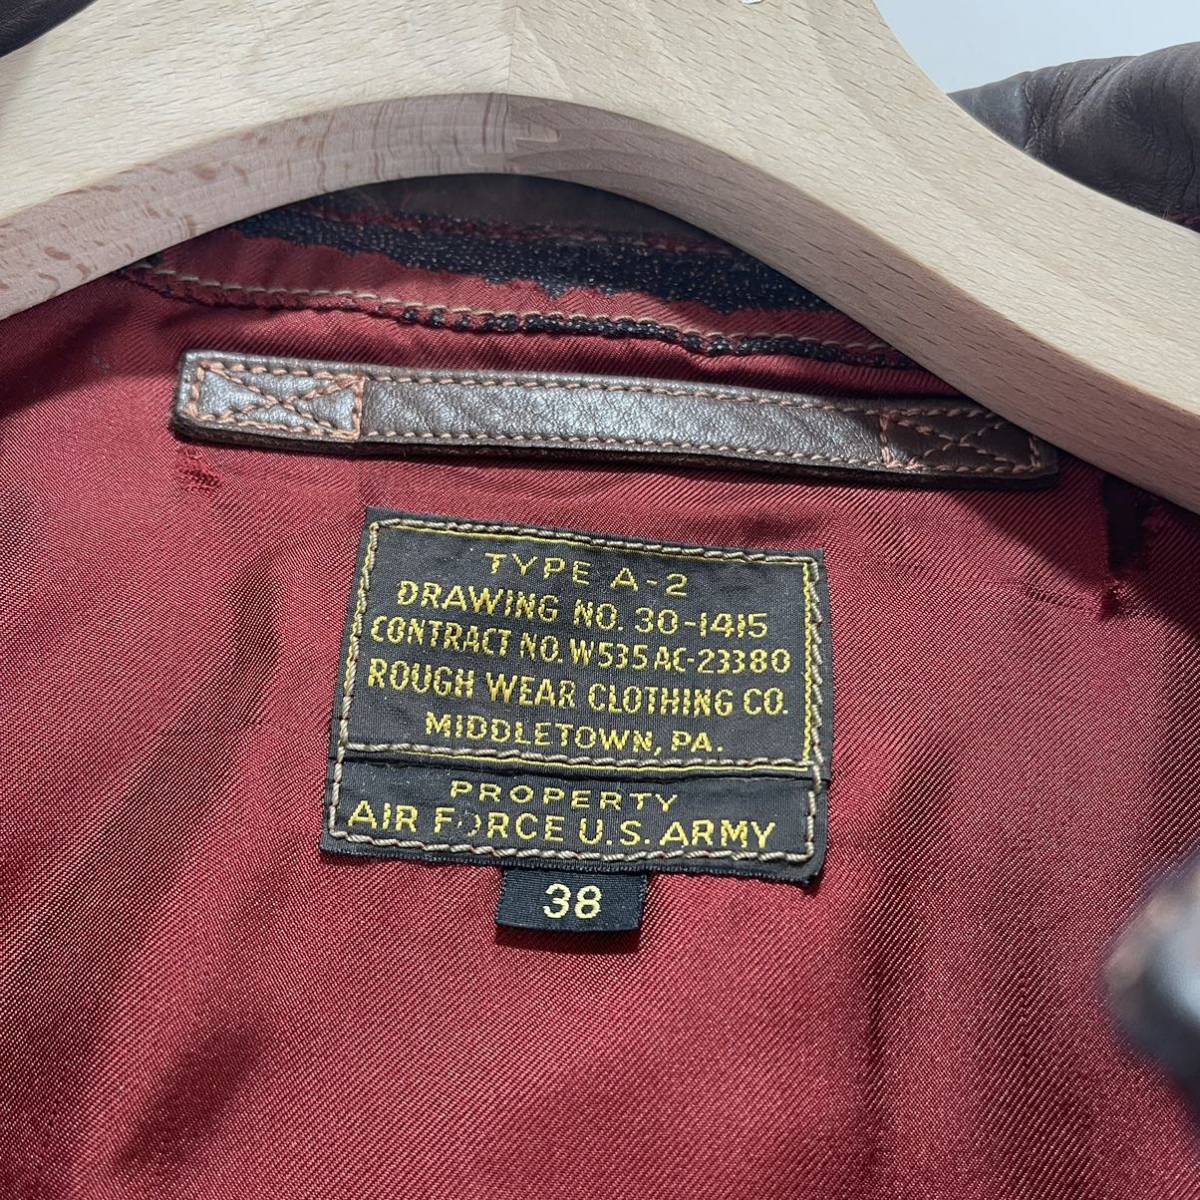 TYPE A-2
DRAWING NO. 30-1415
CONTRACT NO. W535 AC-23380
ROUGH WEAR CLOTHING CO.
MIDDLETOWN, PA.
PROPERTY
AIR FORCE U.S. ARMY
38